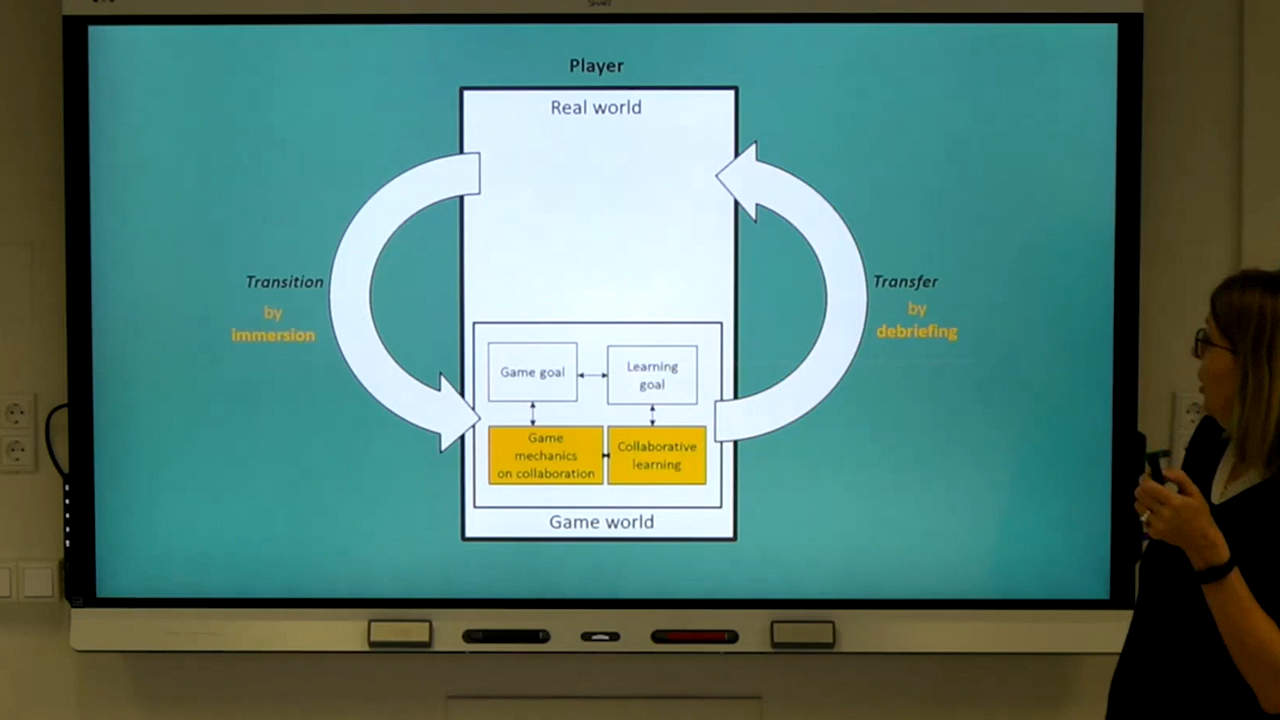 SMART
Player
Real world
Transition
by
immersion
Transfer
by
debriefing
Game goal
Learning
goal
Game
mechanics
on collaboration
Collaborative
learning
Game world